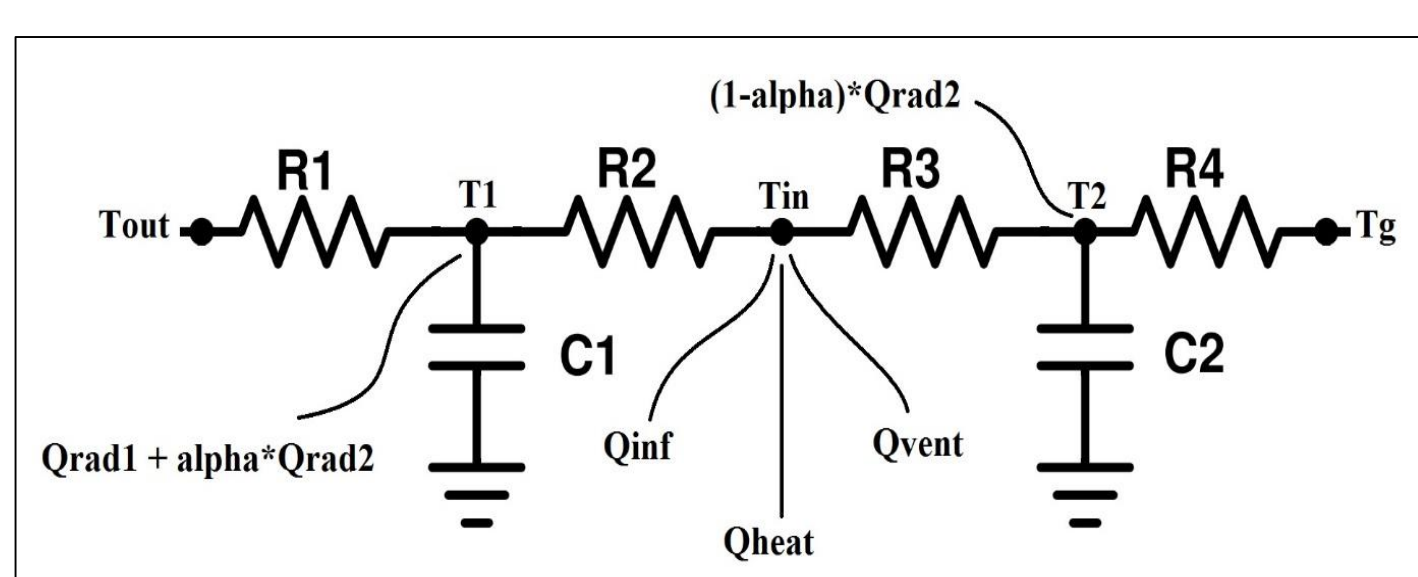 (1-alpha)*Qrad2
R1
R2
R3
R4
Tout
T1
Tin
T2
Tg
C1
C2
Qrad1 + alpha*Qrad2
Qinf
Qvent
Qheat